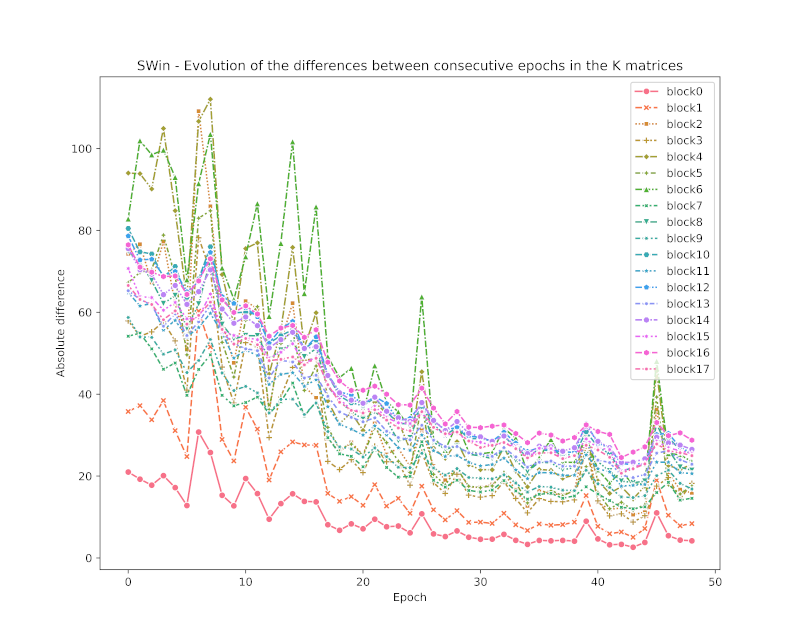 SWin - Evolution of the differences between consecutive epochs in the K matrices
block0
block1
block2
block3
block4
block5
block6
block7
block8
block9
block10
block11
block12
block13
block14
block15
block16
block17
100
80
60
40
20
0
Absolute difference
0 10 20 30 40 50
Epoch